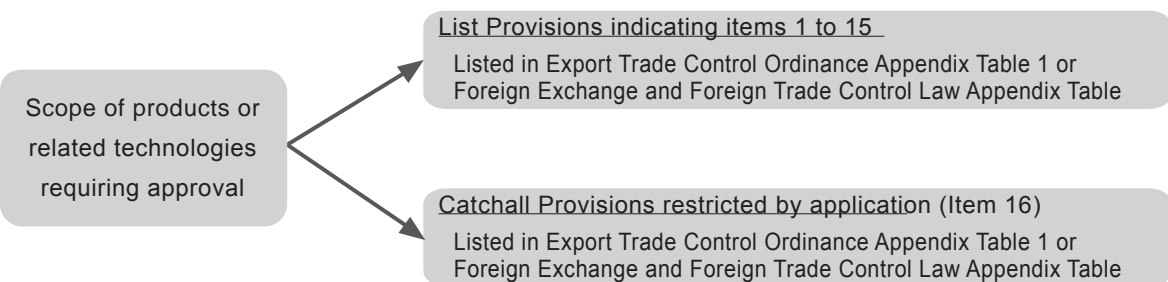 Scope of products or
related technologies
requiring approval
List Provisions indicating items 1 to 15
Listed in Export Trade Control Ordinance Appendix Table 1 or
Foreign Exchange and Foreign Trade Control Law Appendix Table
Catchall Provisions restricted by application (Item 16)
Listed in Export Trade Control Ordinance Appendix Table 1 or
Foreign Exchange and Foreign Trade Control Law Appendix Table